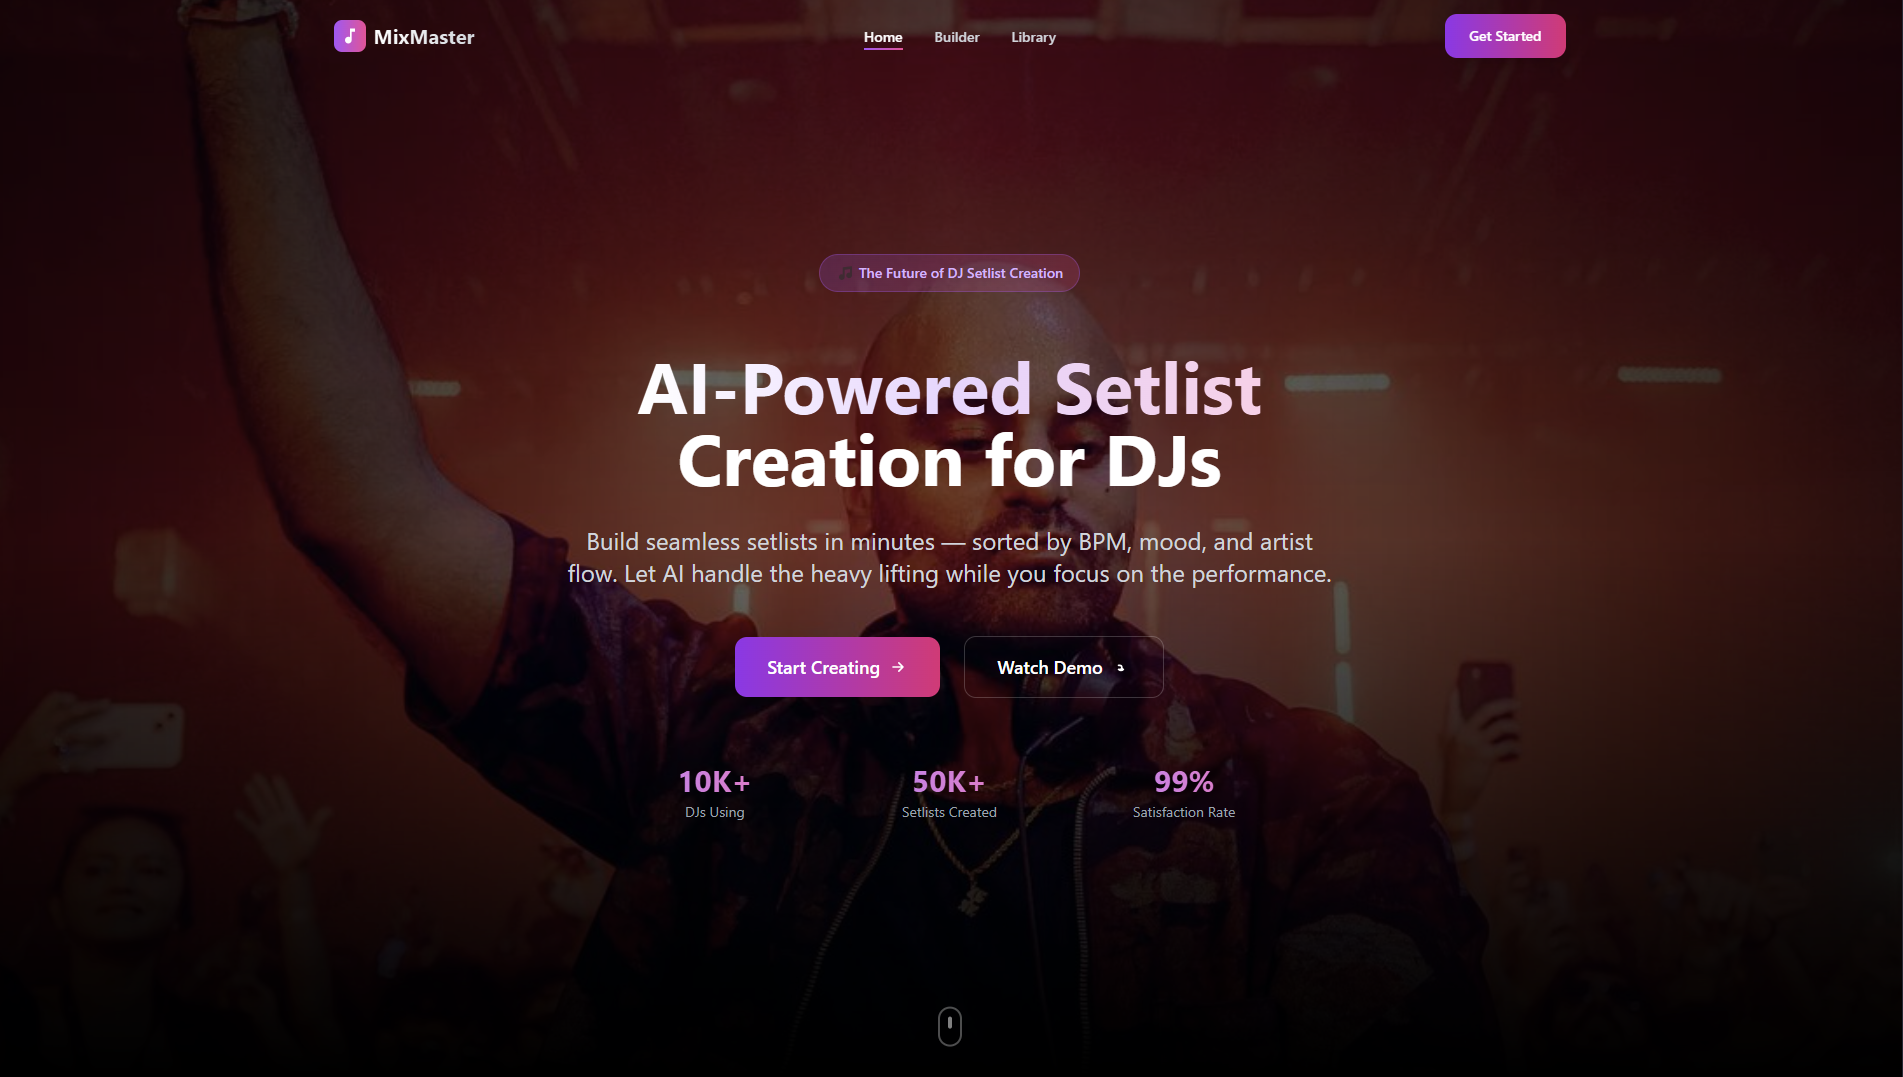 MixMaster
Home
Builder
Library
Get Started
The Future of DJ Setlist Creation
AI-Powered Setlist
Creation for DJs
Build seamless setlists in minutes — sorted by BPM, mood, and artist
flow. Let AI handle the heavy lifting while you focus on the performance.
Start Creating →
Watch Demo
10K+
DJs Using
50K+
Setlists Created
99%
Satisfaction Rate